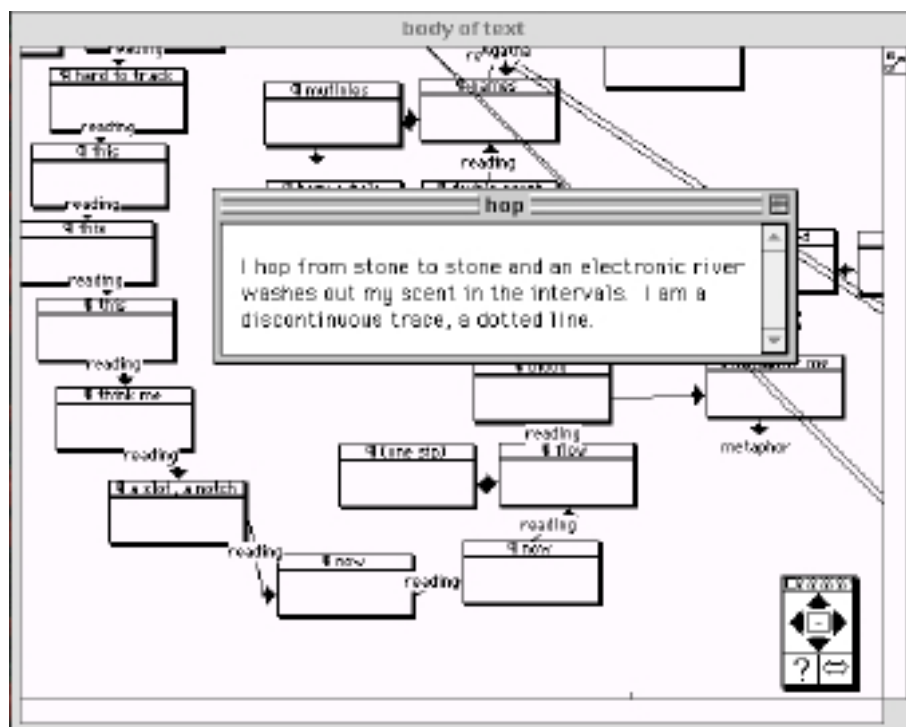 body of text
reading
Agatha
hard to track
mutinies
reading
reading
this
reading
this
hop
I hop from stone to stone and an electronic river
washes out my scent in the intervals. I am a
discontinuous trace, a dotted line.
reading
this
reading
think me
metaphor
reading
reading
flow
a slot, a notch
reading
reading
now
now
reading
?